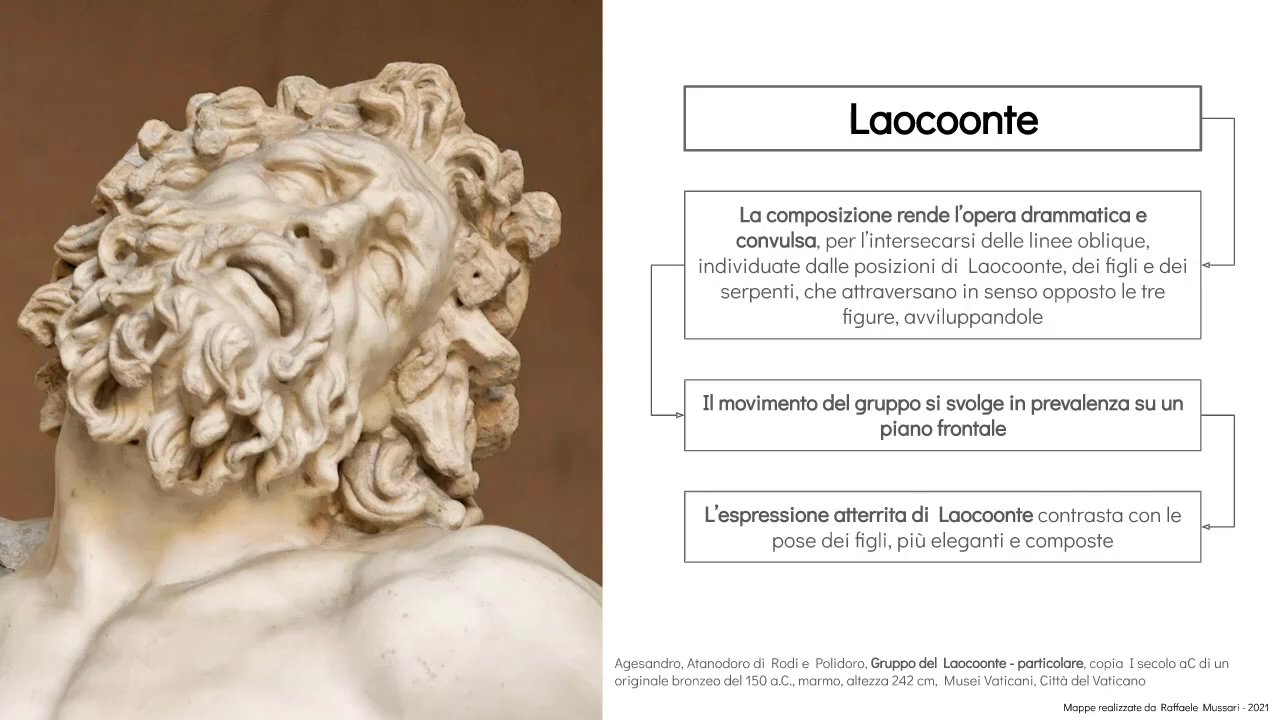 Laocoonte
La composizione rende l'opera drammatica e
convulsa, per l'intersecarsi delle linee oblique,
individuate dalle posizioni di Laocoonte, dei figli e dei
serpenti, che attraversano in senso opposto le tre
figure, avviluppandole
Il movimento del gruppo si svolge in prevalenza su un
piano frontale
L'espressione atterrita di Laocoonte contrasta con le
pose dei figli, più eleganti e composte
Agesandro, Atanodoro di Rodi e Polidoro, Gruppo del Laocoonte - particolare, copia I secolo aC di un
originale bronzeo del 150 a.C., marmo, altezza 242 cm, Musei Vaticani, Città del Vaticano
Mappe realizzate da Raffaele Mussari - 2021